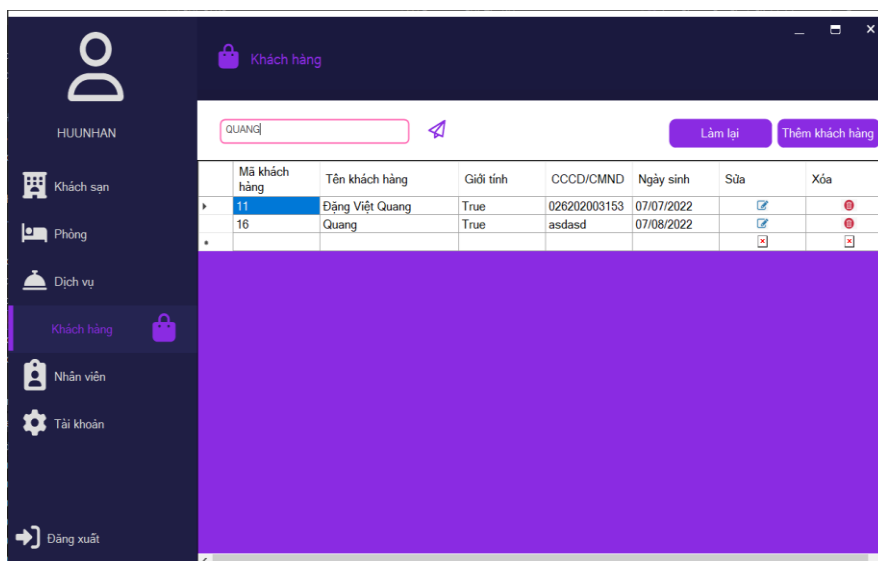 Khách hàng
HUUNHAN
QUANG
Làm lại
Thêm khách hàng
Khách sạn
Phòng
Dịch vụ
Khách hàng
Nhân viên
Tài khoản
Đăng xuất
Mã khách hàng Tên khách hàng Giới tính CCCD/CMND Ngày sinh Sửa Xóa
11 Đặng Việt Quang True 026202003153 07/07/2022
16 Quang True asdasd 07/08/2022